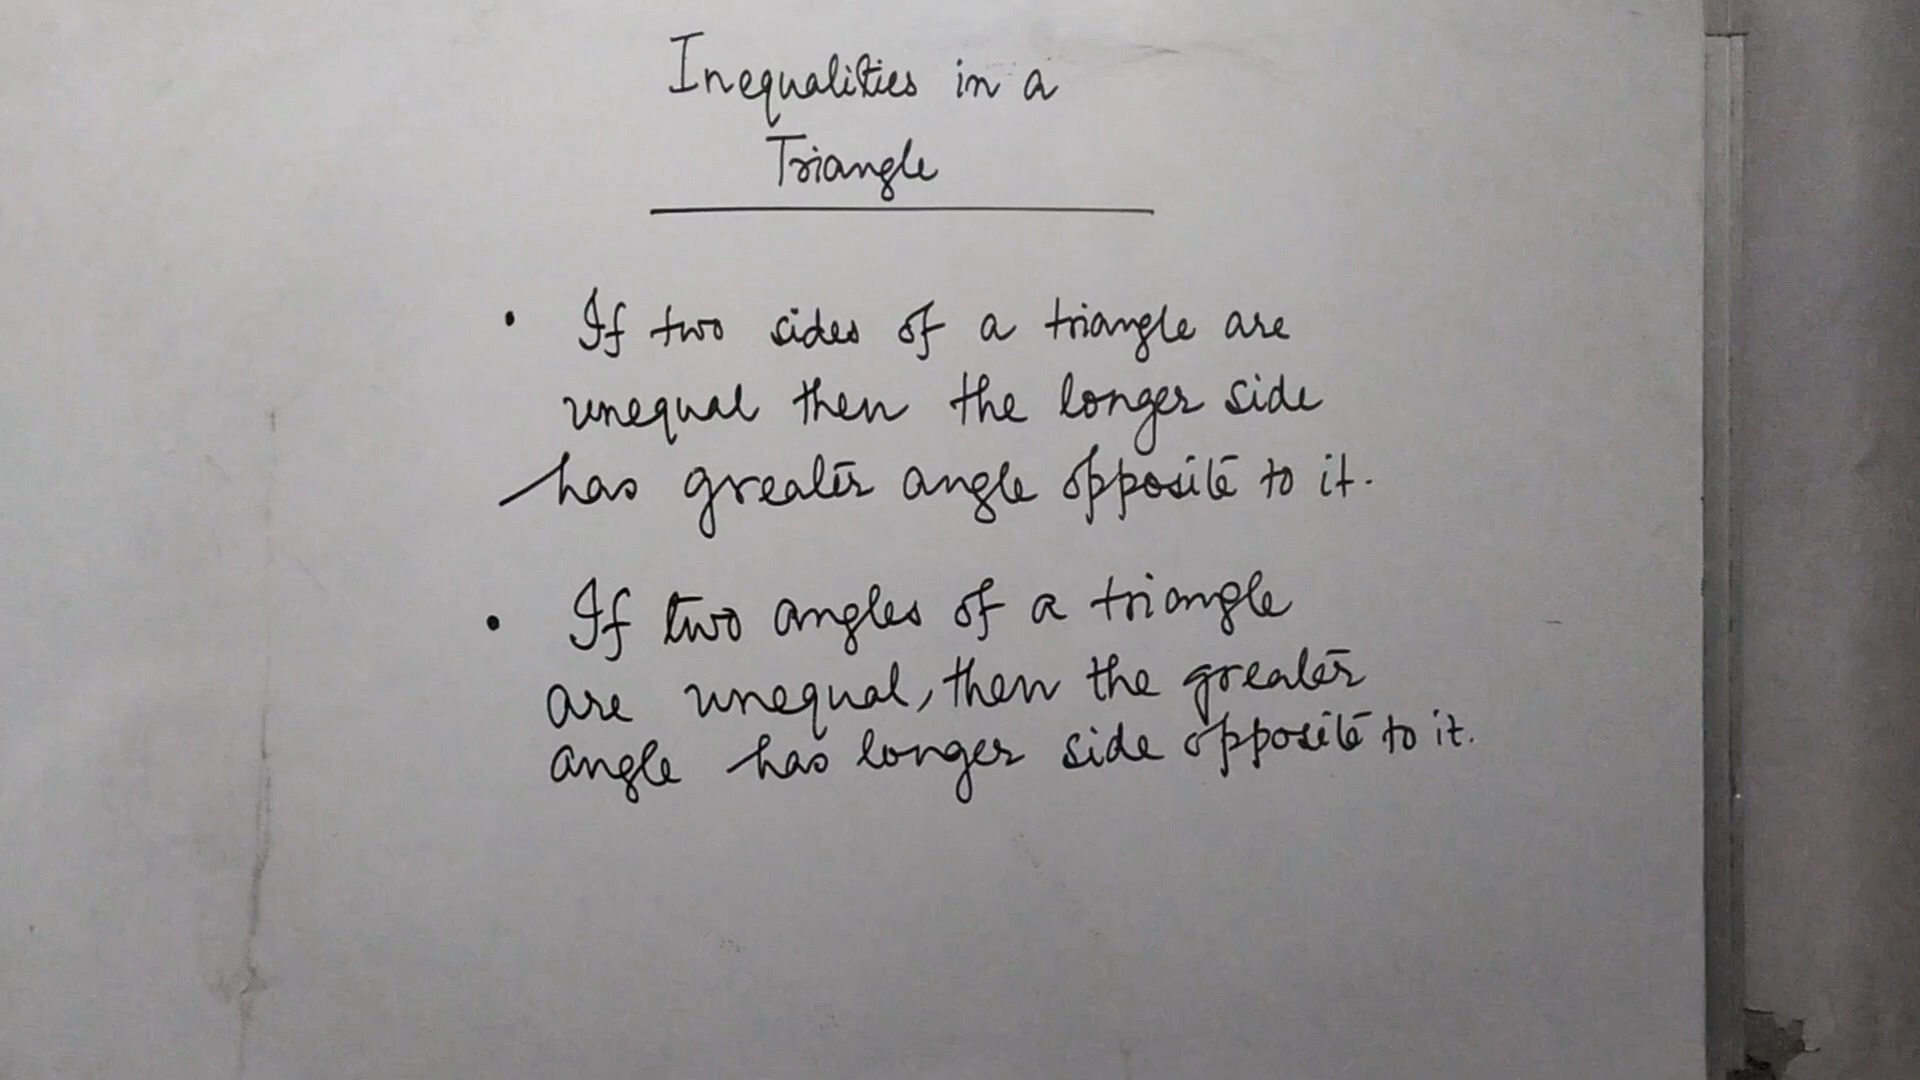 Inequalities in a
Triangle
• If two sides of a triangle are
unequal then the longer side
has greater angle opposite to it.
• If two angles of a triangle
are unequal, then the greater
angle has longer side opposite to it.